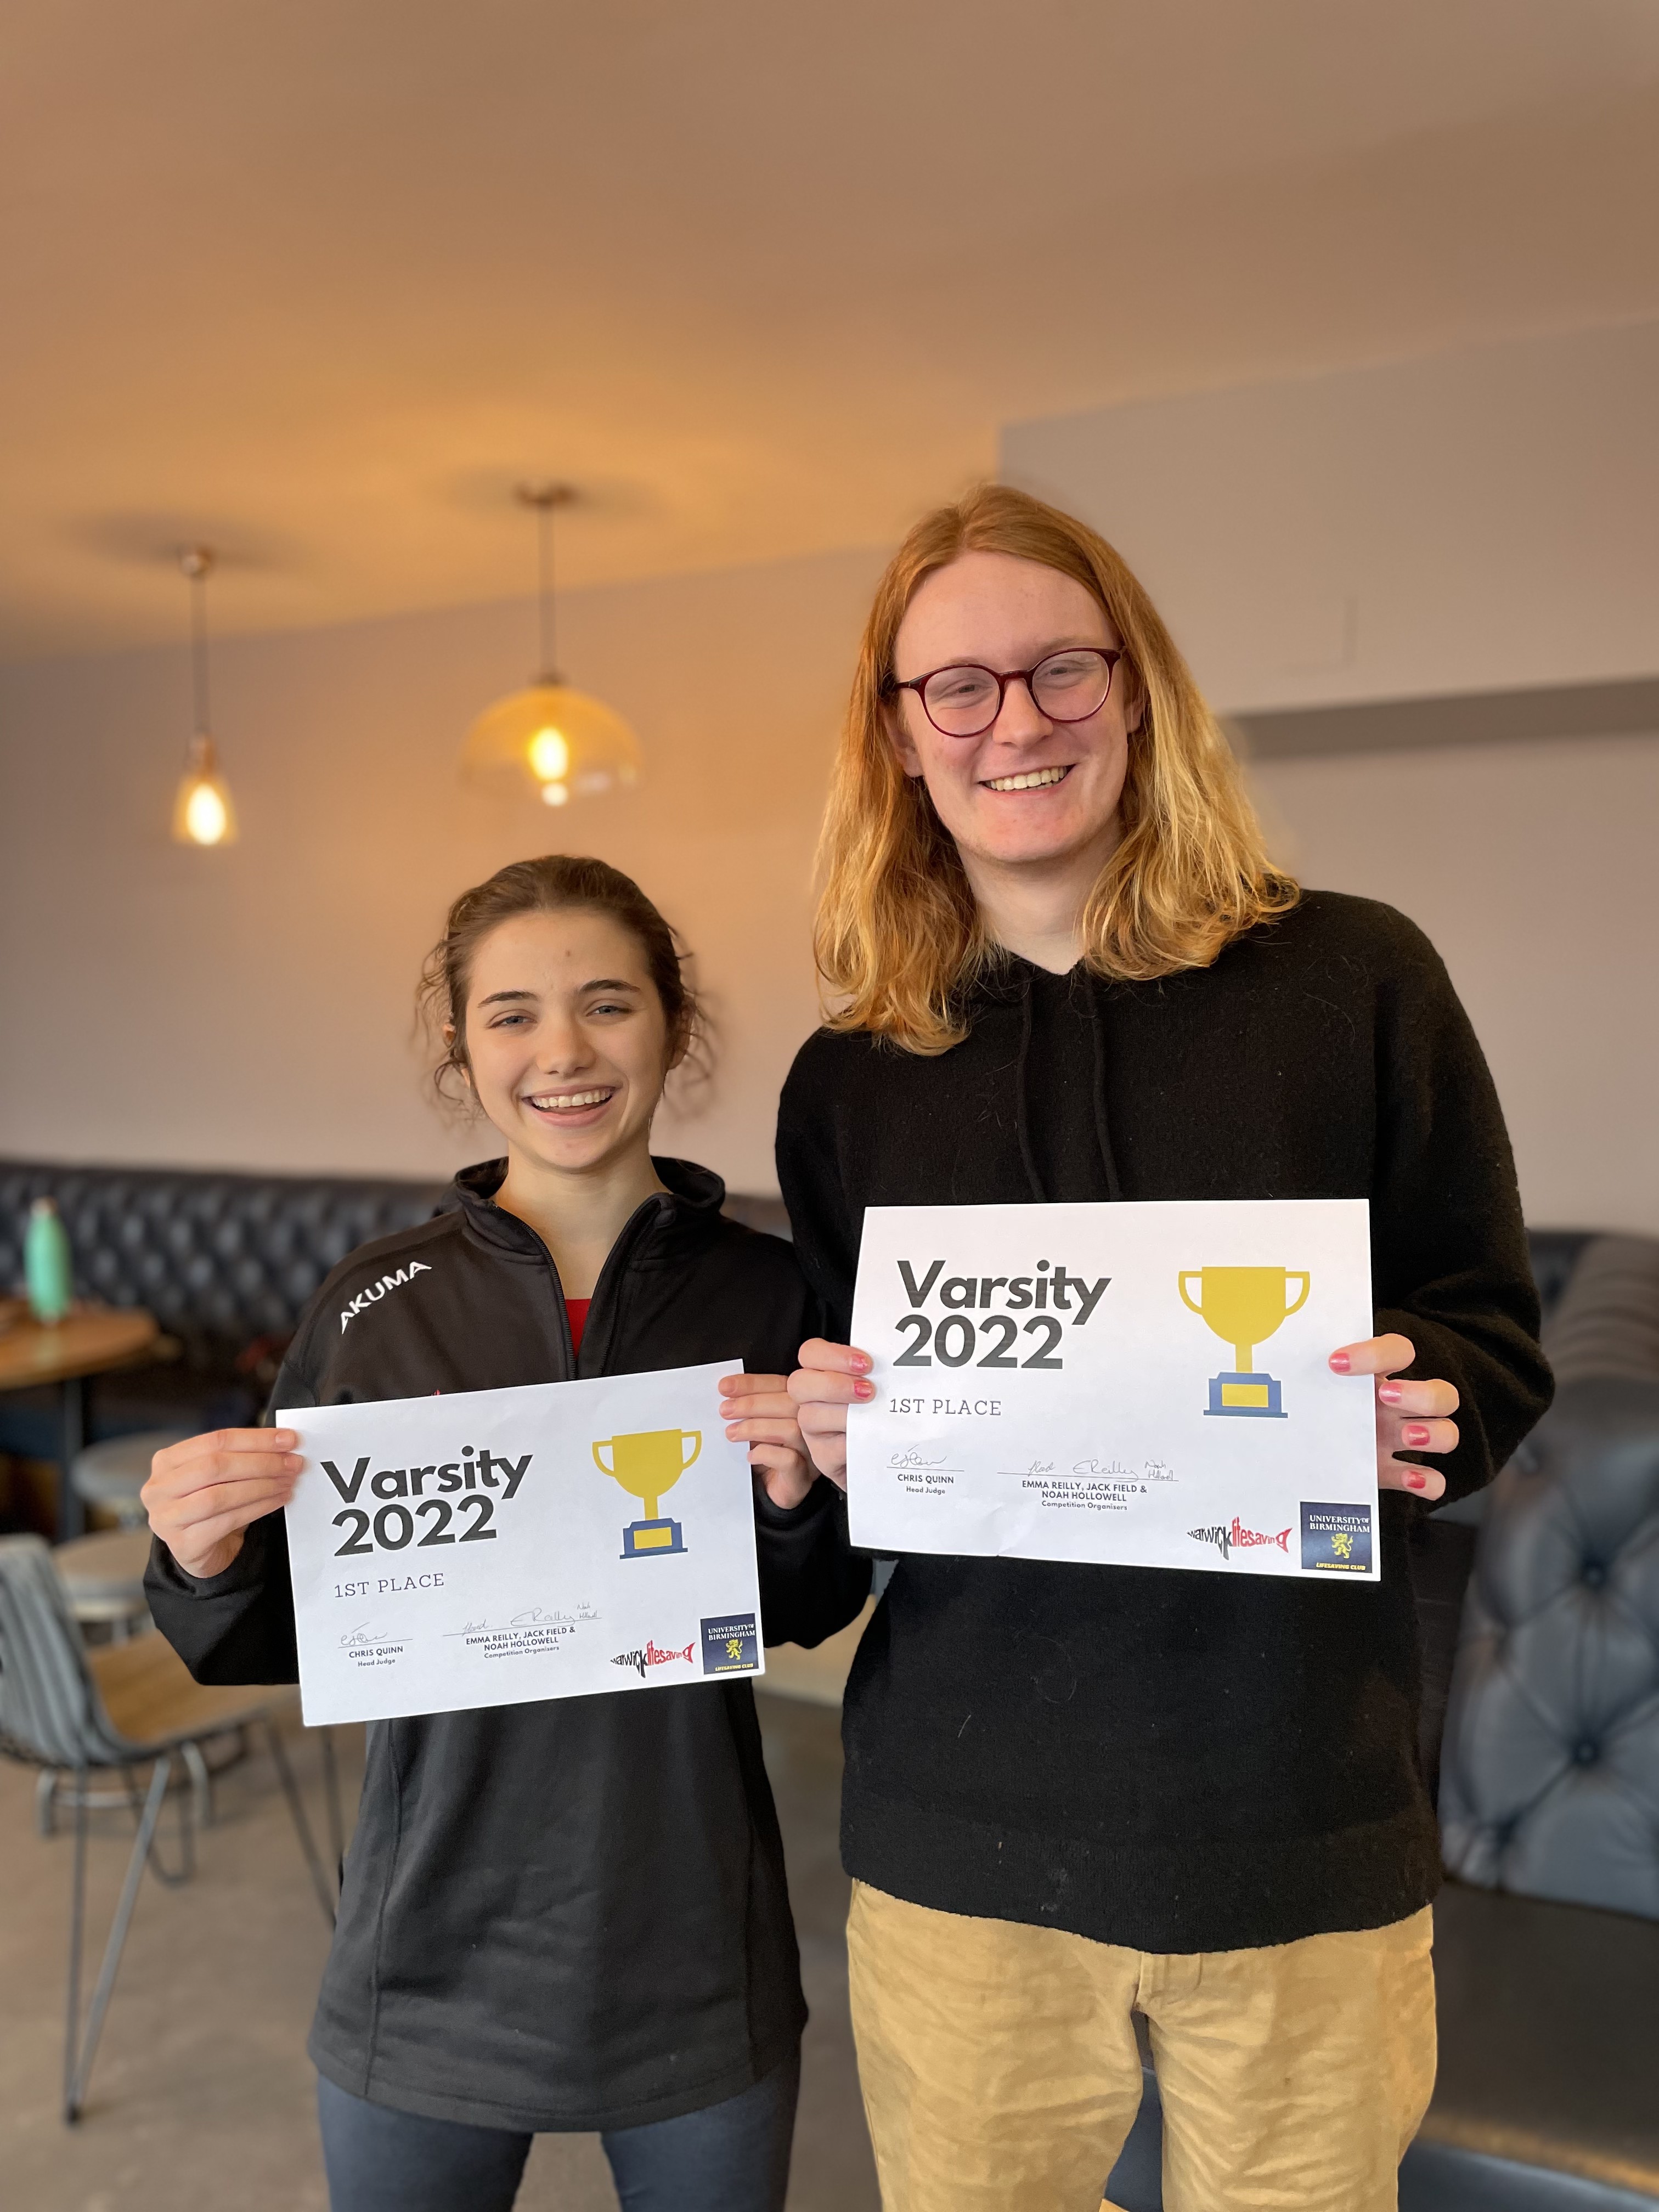 AKUMA
Varsity
2022
1ST PLACE
CHRIS QUINN
Head Judge
EMMA REILLY, JACK FIELD &
NOAH HOLLOWELL
Competition Organisers
warwicklifesaving
UNIVERSITY OF
BIRMINGHAM
LIFESAVING CLUB
Varsity
2022
1ST PLACE
CHRIS QUINN
Head Judge
EMMA REILLY, JACK FIELD &
NOAH HOLLOWELL
Competition Organisers
warwicklifesaving
UNIVERSITY OF
BIRMINGHAM
LIFESAVING CLUB